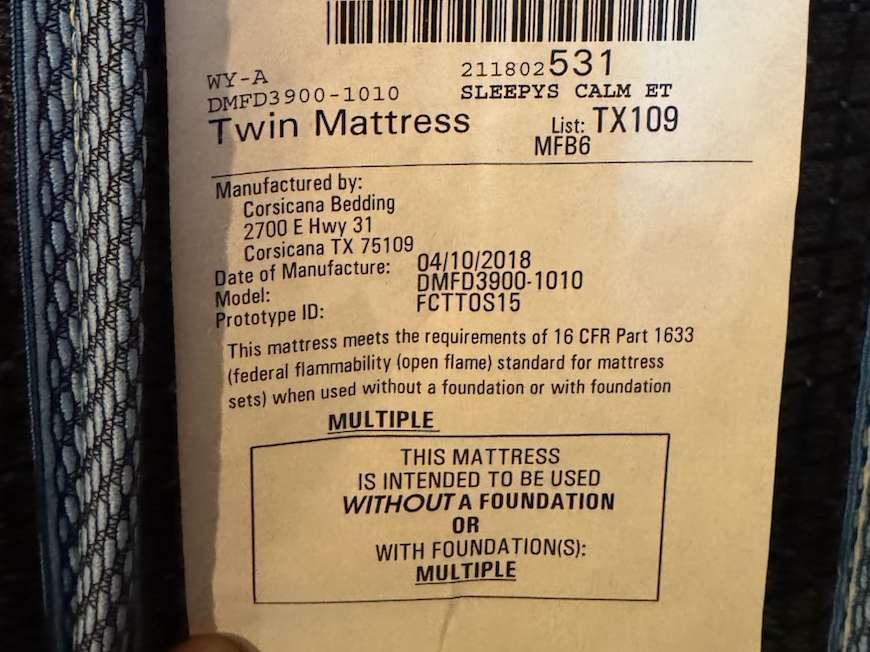 WY-A 211802531
DMFD3900-1010 SLEEPYS CALM ET
Twin Mattress List: TX109
MFB6
Manufactured by:
Corsicana Bedding
2700 E Hwy 31
Corsicana TX 75109
Date of Manufacture: 04/10/2018
Model: DMFD3900-1010
Prototype ID: FCTTOS15
This mattress meets the requirements of 16 CFR Part 1633
(federal flammability (open flame) standard for mattress
sets) when used without a foundation or with foundation
MULTIPLE
THIS MATTRESS
IS INTENDED TO BE USED
WITHOUT A FOUNDATION
OR
WITH FOUNDATION(S):
MULTIPLE